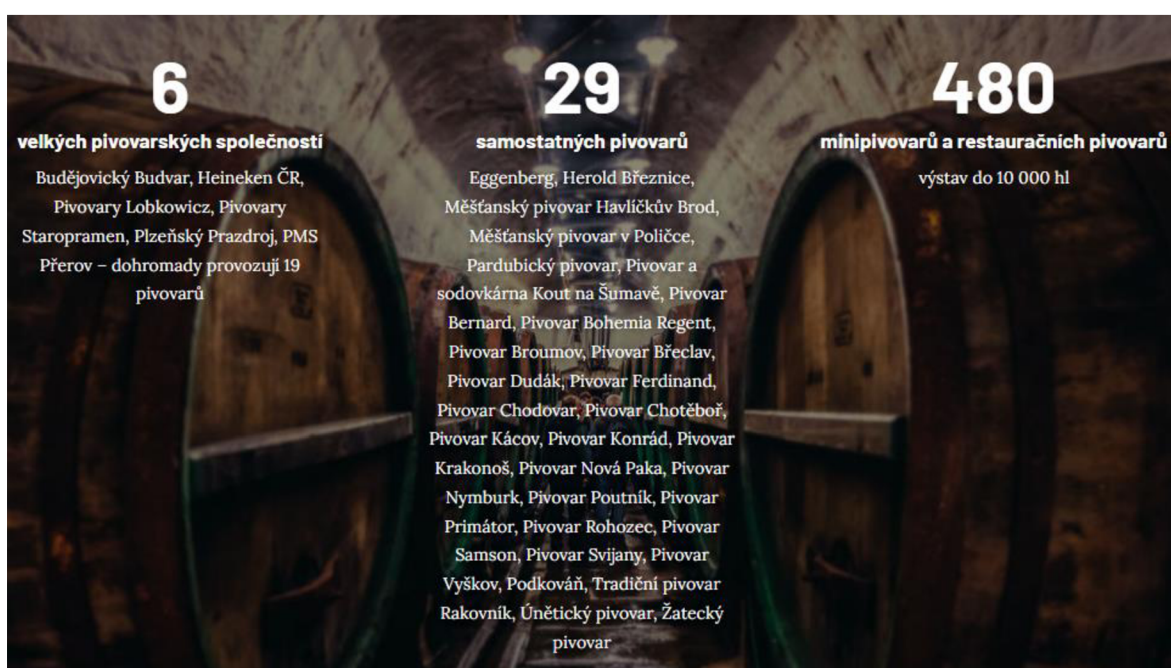 6
velkých pivovarských společností
Budějovický Budvar, Heineken ČR,
Pivovary Lobkowicz, Pivovary
Staropramen, Plzeňský Prazdroj, PMS
Přerov – dohromady provozují 19
pivovarů
29
samostatných pivovarů
Eggenberg, Herold Březnice,
Měšťanský pivovar Havlíčkův Brod,
Měšťanský pivovar v Poličce,
Pardubický pivovar, Pivovar a
sodovkárna Kout na Šumavě, Pivovar
Bernard, Pivovar Bohemia Regent,
Pivovar Broumov, Pivovar Břeclav,
Pivovar Dudák, Pivovar Ferdinand,
Pivovar Chodovar, Pivovar Chotěboř,
Pivovar Kácov, Pivovar Konrád, Pivovar
Krakonoš, Pivovar Nová Paka, Pivovar
Nymburk, Pivovar Poutník, Pivovar
Primátor, Pivovar Rohozec, Pivovar
Samson, Pivovar Svijany, Pivovar
Vyškov, Podkováň, Tradiční pivovar
Rakovník, Únětický pivovar, Žatecký
pivovar
480
minipivovarů a restauračních pivovarů
výstav do 10 000 hl